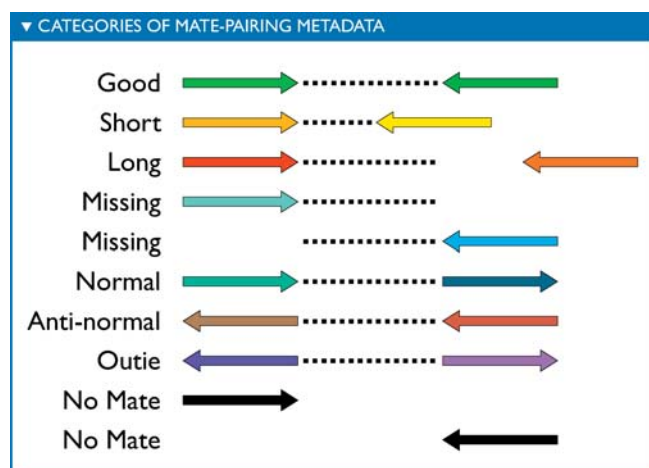 ▼ CATEGORIES OF MATE-PAIRING METADATA
Good
Short
Long
Missing
Missing
Normal
Anti-normal
Outie
No Mate
No Mate